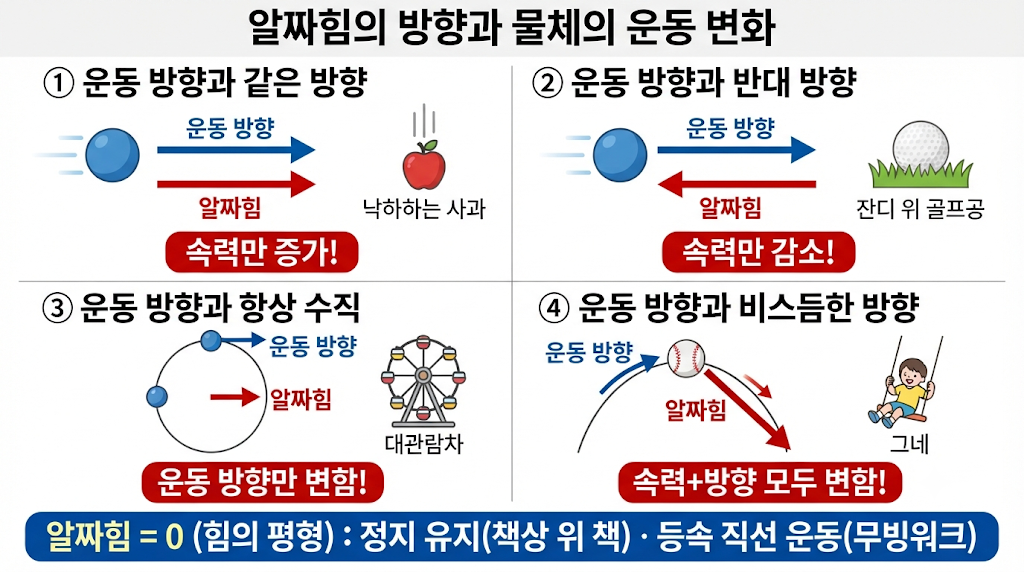 알짜힘의 방향과 물체의 운동 변화
① 운동 방향과 같은 방향
운동 방향
알짜힘
낙하하는 사과
속력만 증가!
② 운동 방향과 반대 방향
운동 방향
알짜힘
잔디 위 골프공
속력만 감소!
③ 운동 방향과 항상 수직
운동 방향
알짜힘
대관람차
운동 방향만 변함!
④ 운동 방향과 비스듬한 방향
운동 방향
알짜힘
그네
속력+방향 모두 변함!
알짜힘 = 0 (힘의 평형) : 정지 유지(책상 위 책) · 등속 직선 운동(무빙워크)